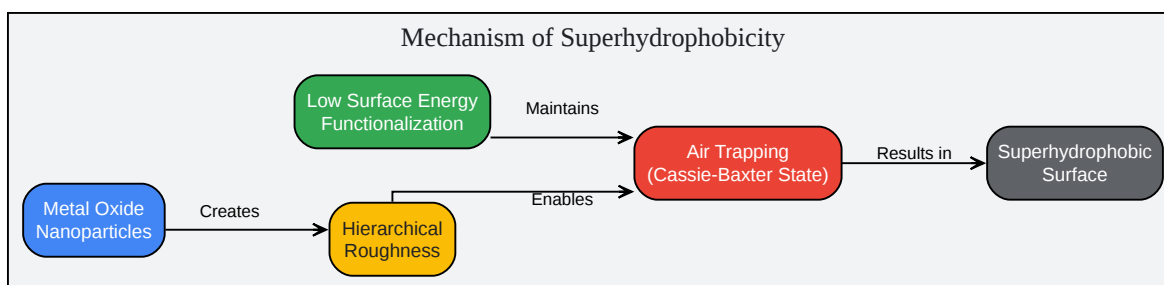 Mechanism of Superhydrophobicity
Low Surface Energy
Functionalization
Maintains
Air Trapping
(Cassie-Baxter State)
Results in
Superhydrophobic
Surface
Metal Oxide
Nanoparticles
Creates
Hierarchical
Roughness
Enables